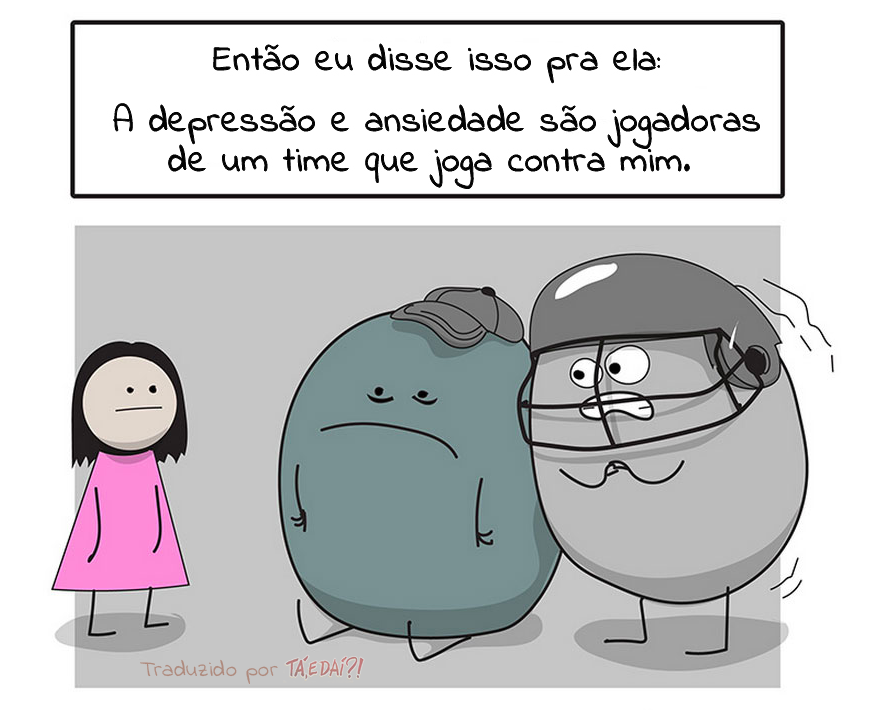 Então eu disse isso pra ela:
A depressão e ansiedade são jogadoras
de um time que joga contra mim.
Traduzido por TÁ,E DAÍ?!